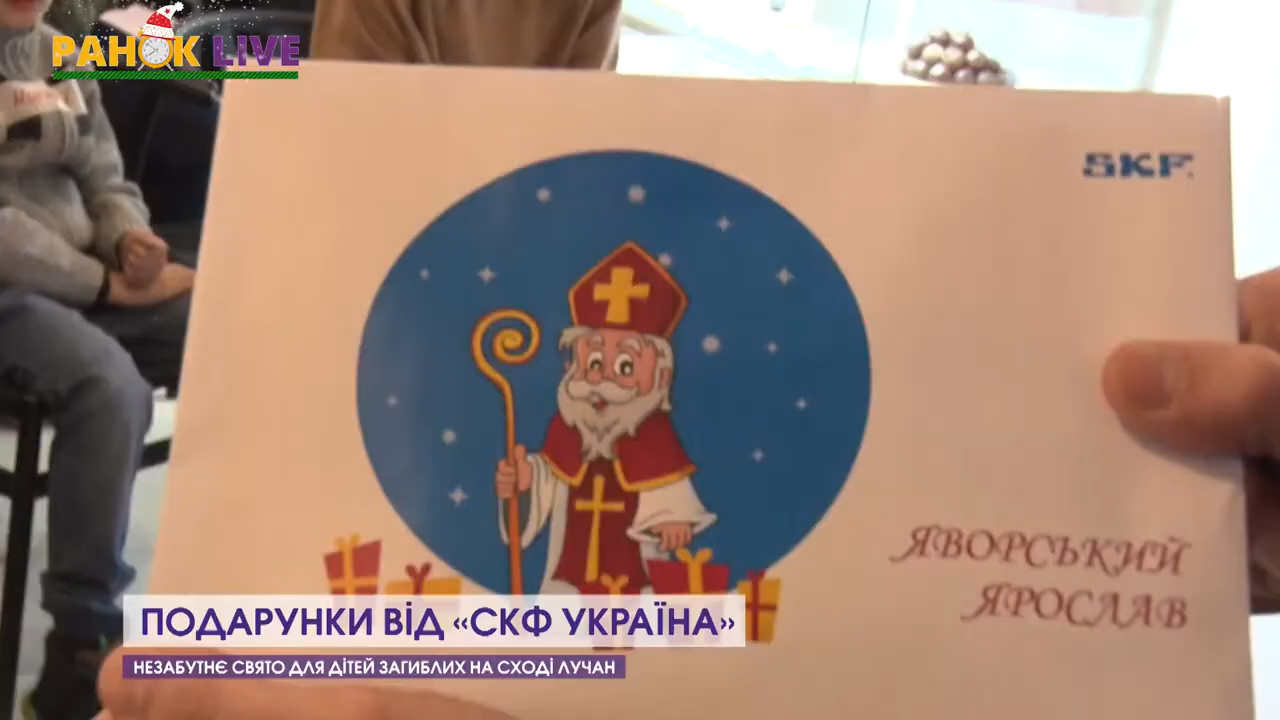 РАНОК LIVE
SKF
ЯВОРСЬКИЙ
ЯРОСЛАВ
ПОДАРУНКИ ВІД «СКФ УКРАЇНА»
НЕЗАБУТНЄ СВЯТО ДЛЯ ДІТЕЙ ЗАГИБЛИХ НА СХОДІ ЛУЧАН